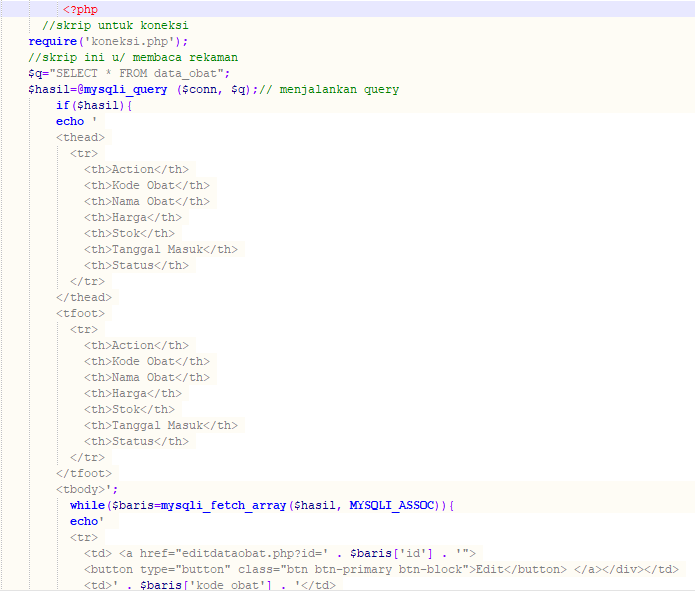 <?php
//skrip untuk koneksi
require('koneksi.php');
//skrip ini u/ membaca rekaman
$q="SELECT * FROM data_obat";
$hasil=@mysqli_query ($conn, $q);// menjalankan query
if($hasil){
echo '
<thead>
<tr>
<th>Action</th>
<th>Kode Obat</th>
<th>Nama Obat</th>
<th>Harga</th>
<th>Stok</th>
<th>Tanggal Masuk</th>
<th>Status</th>
</tr>
</thead>
<tfoot>
<tr>
<th>Action</th>
<th>Kode Obat</th>
<th>Nama Obat</th>
<th>Harga</th>
<th>Stok</th>
<th>Tanggal Masuk</th>
<th>Status</th>
</tr>
</tfoot>
<tbody>';
while($baris=mysqli_fetch_array($hasil, MYSQLI_ASSOC)){
echo'
<tr>
<td> <a href="editdataobat.php?id=' . $baris['id'] . '">
<button type="button" class="btn btn-primary btn-block">Edit</button> </a></div></td>
<td>' . $baris['kode_obat'] . '</td>